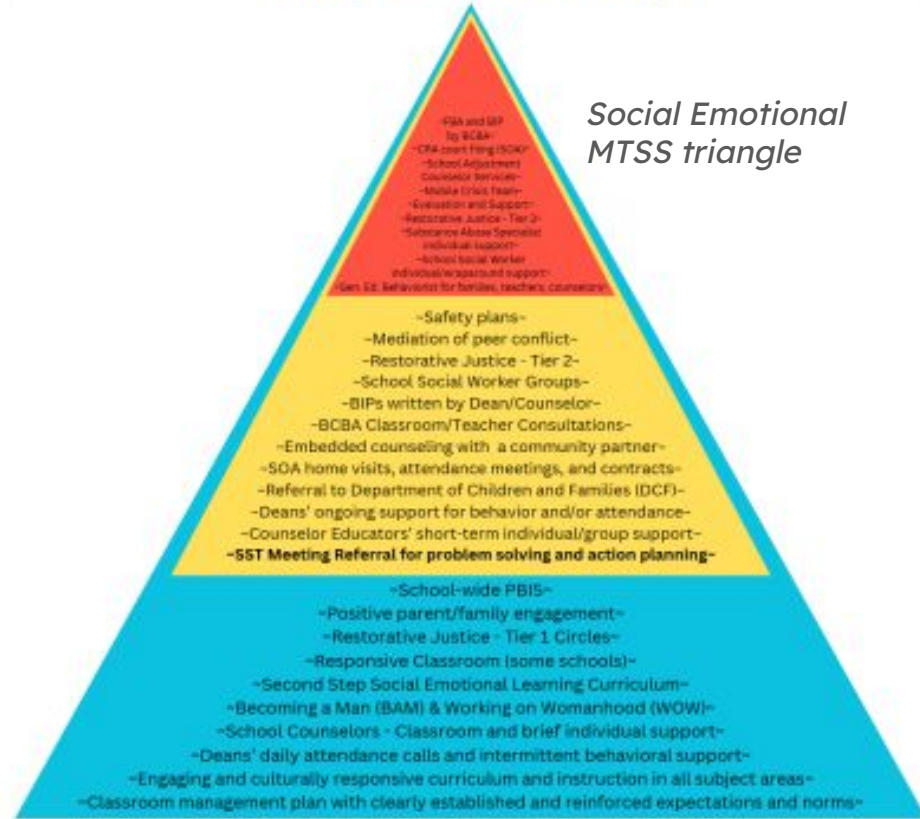 Social Emotional
MTSS triangle
~FBA and BIP
by BCBA~
~CRA court filing (SOA)~
~School Adjustment
Counselor Services~
~Mobile Crisis Team~
~Evaluation and Support~
~Restorative Justice - Tier 3~
~Substance Abuse Specialist
individual support~
~School Social Worker
individual/wraparound support~
~Gen. Ed. Behaviorist for families, teachers, counselors~
~Safety plans~
~Mediation of peer conflict~
~Restorative Justice - Tier 2~
~School Social Worker Groups~
~BIPs written by Dean/Counselor~
~BCBA Classroom/Teacher Consultations~
~Embedded counseling with a community partner~
~SOA home visits, attendance meetings, and contracts~
~Referral to Department of Children and Families (DCF)~
~Deans' ongoing support for behavior and/or attendance~
~Counselor Educators' short-term individual/group support~
~SST Meeting Referral for problem solving and action planning~
~School-wide PBIS~
~Positive parent/family engagement~
~Restorative Justice - Tier 1 Circles~
~Responsive Classroom (some schools)~
~Second Step Social Emotional Learning Curriculum~
~Becoming a Man (BAM) & Working on Womanhood (WOW)~
~School Counselors - Classroom and brief individual support~
~Deans' daily attendance calls and intermittent behavioral support~
~Engaging and culturally responsive curriculum and instruction in all subject areas~
~Classroom management plan with clearly established and reinforced expectations and norms~